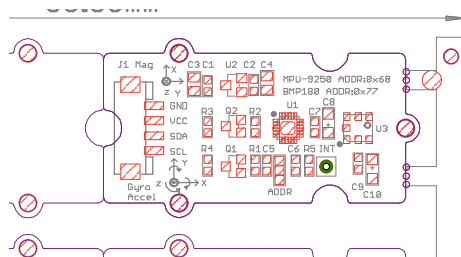 J1 Mag
C3 C1
U2 C2 C4
MPU-9250 ADDR:0x68
BMP180 ADDR:0x77
X
Z Y
GND
VCC
SDA
SCL
R3
R4
Q2 R2
U1
C7
C8
U3
Q1
R1 C5
C6 R5 INT
ADDR
C9
C10
Y
Z X
Gyro
Accel